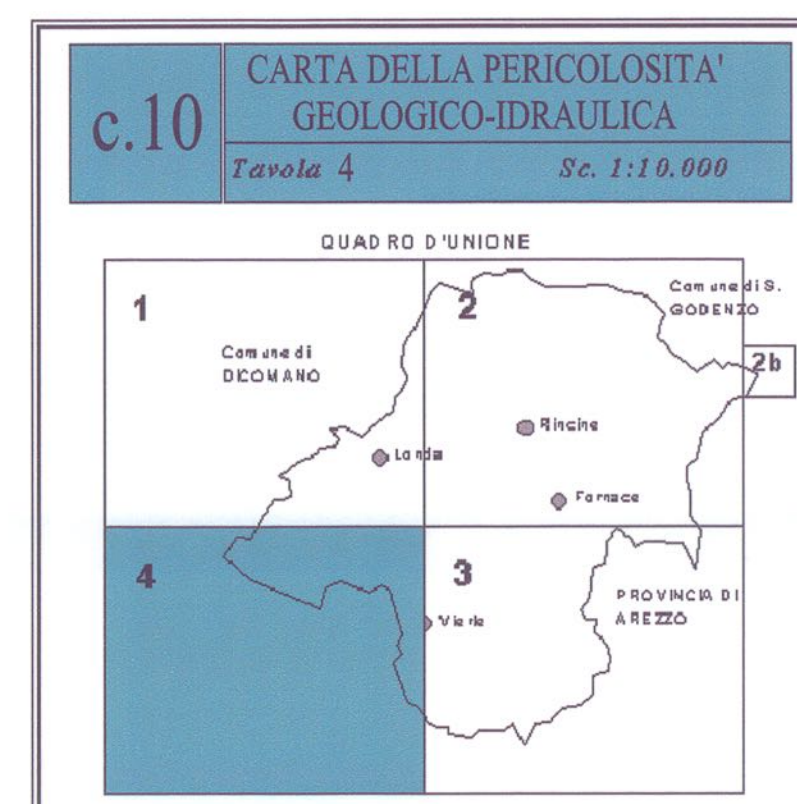 c.10
CARTA DELLA PERICOLOSITA'
GEOLOGICO-IDRAULICA
Tavola 4
Sc. 1:10.000
QUADRO D'UNIONE
1
2
Comune di S.
GODENZO
2b
Comune di
DICOMANO
Rincine
Londa
Fornace
4
3
PROVINCIA DI
AREZZO
Vierle